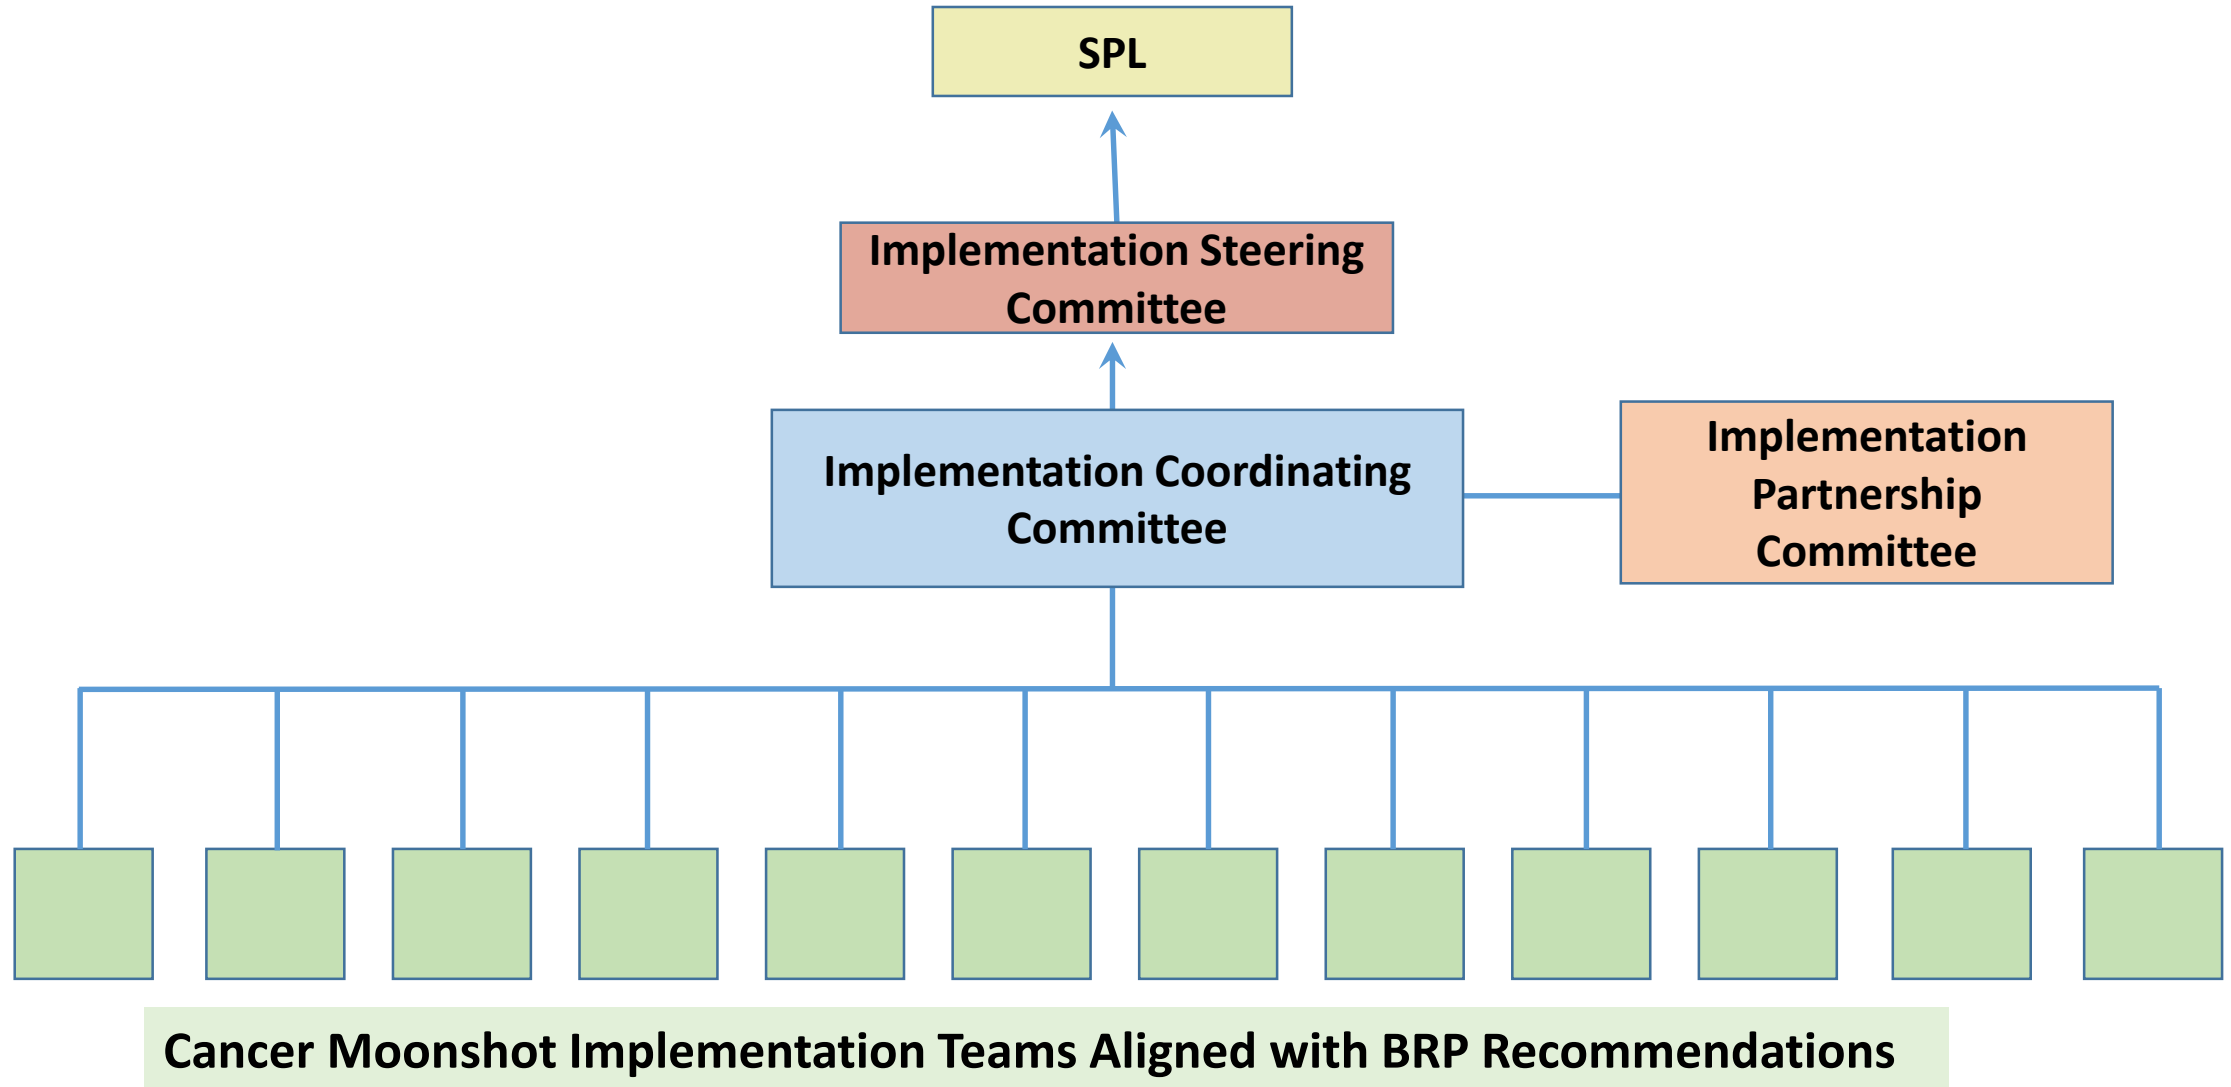 SPL
Implementation Steering
Committee
Implementation Coordinating
Committee
Implementation
Partnership
Committee
Cancer Moonshot Implementation Teams Aligned with BRP Recommendations